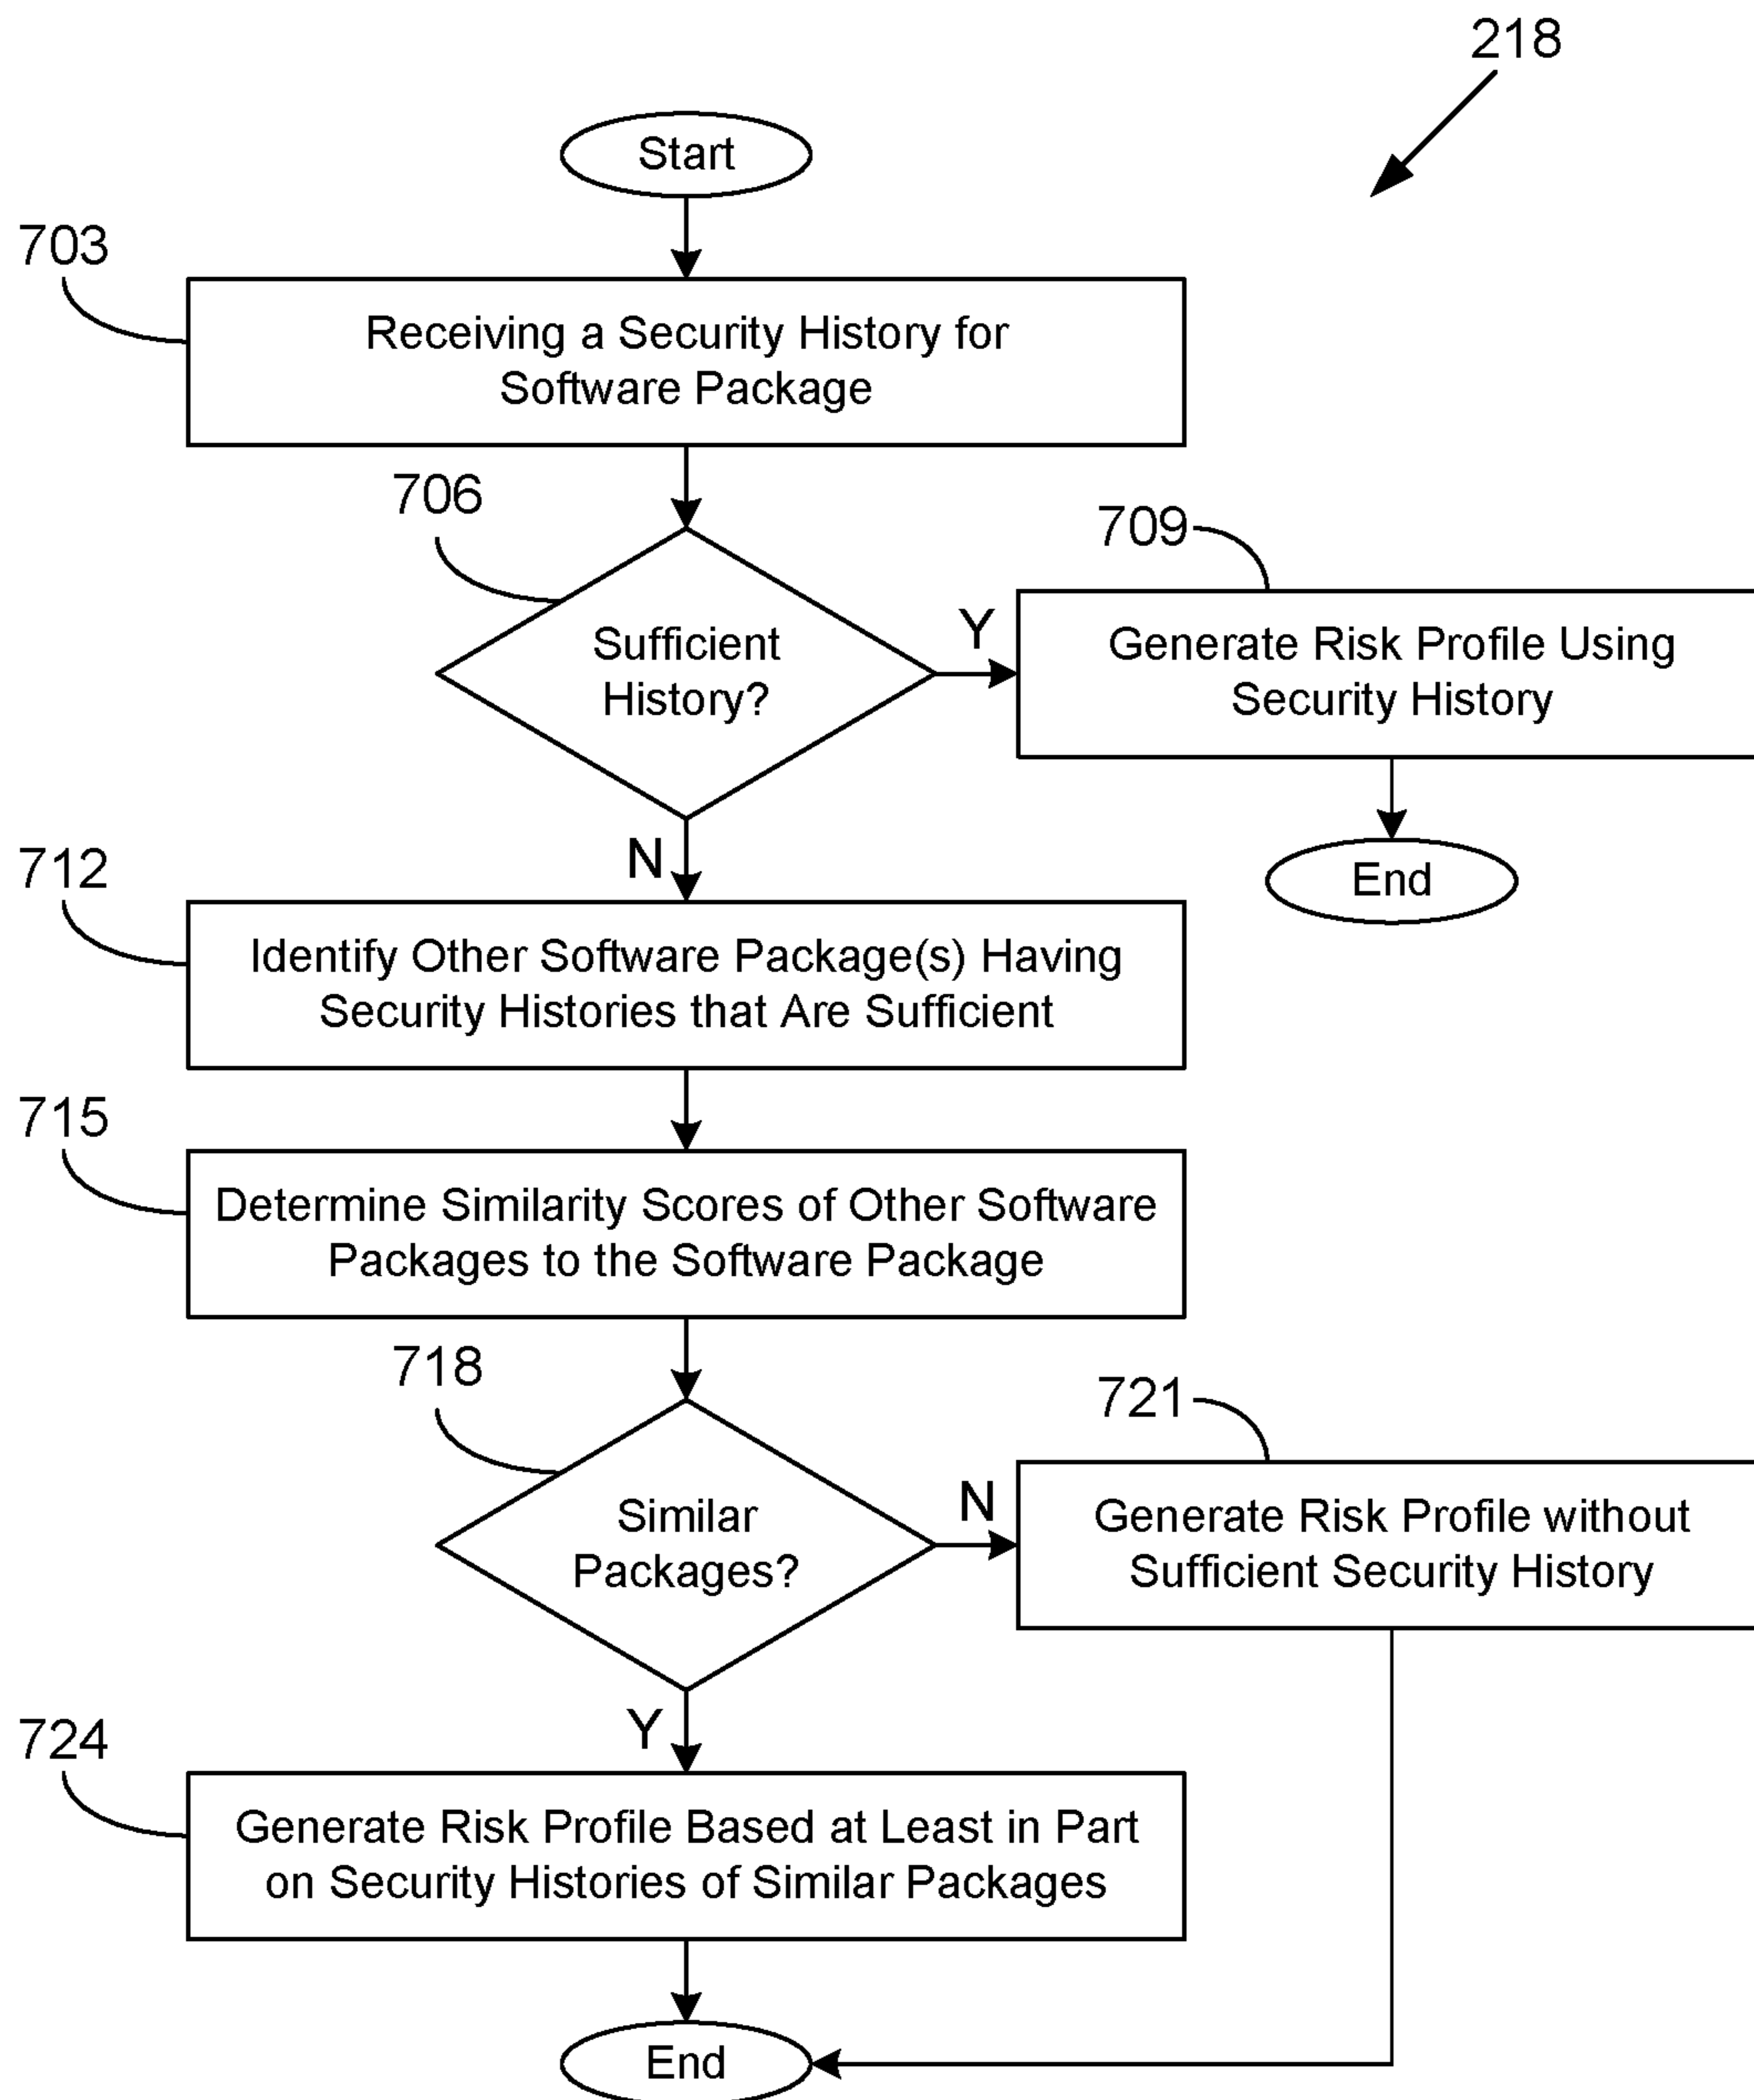 218
Start
703
Receiving a Security History for
Software Package
706
Sufficient
History?
Y
709
Generate Risk Profile Using
Security History
End
N
712
Identify Other Software Package(s) Having
Security Histories that Are Sufficient
715
Determine Similarity Scores of Other Software
Packages to the Software Package
718
Similar
Packages?
N
721
Generate Risk Profile without
Sufficient Security History
Y
724
Generate Risk Profile Based at Least in Part
on Security Histories of Similar Packages
End